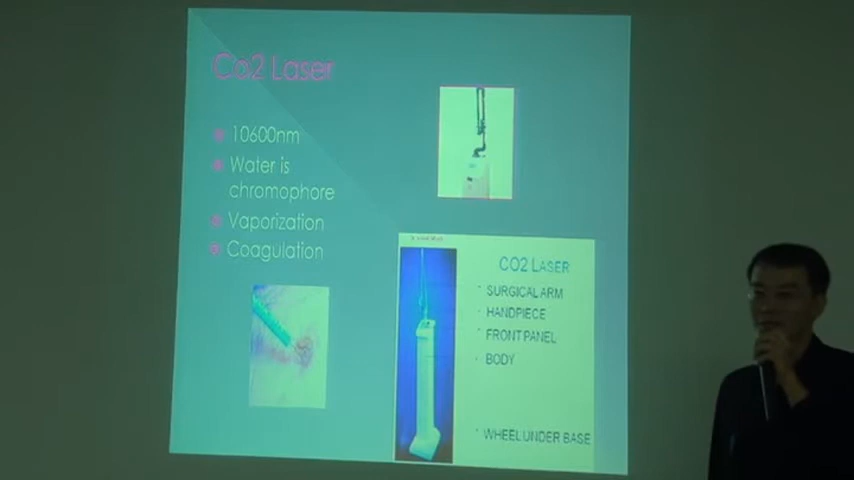 Co2 Laser
10600nm
Water is
chromophore
Vaporization
Coagulation
CO2 LASER
SURGICAL ARM
HANDPIECE
FRONT PANEL
BODY
WHEEL UNDER BASE